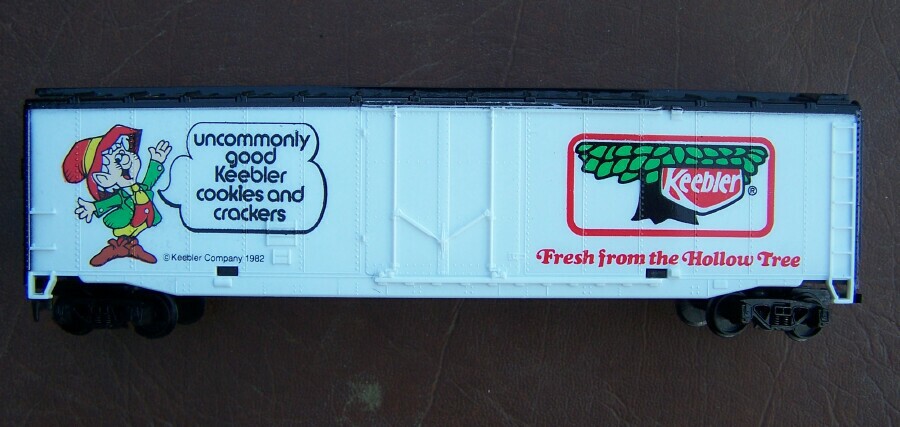 uncommonly
good
Keebler
cookies and
crackers
© Keebler Company 1982
Keebler ®
Fresh from the Hollow Tree